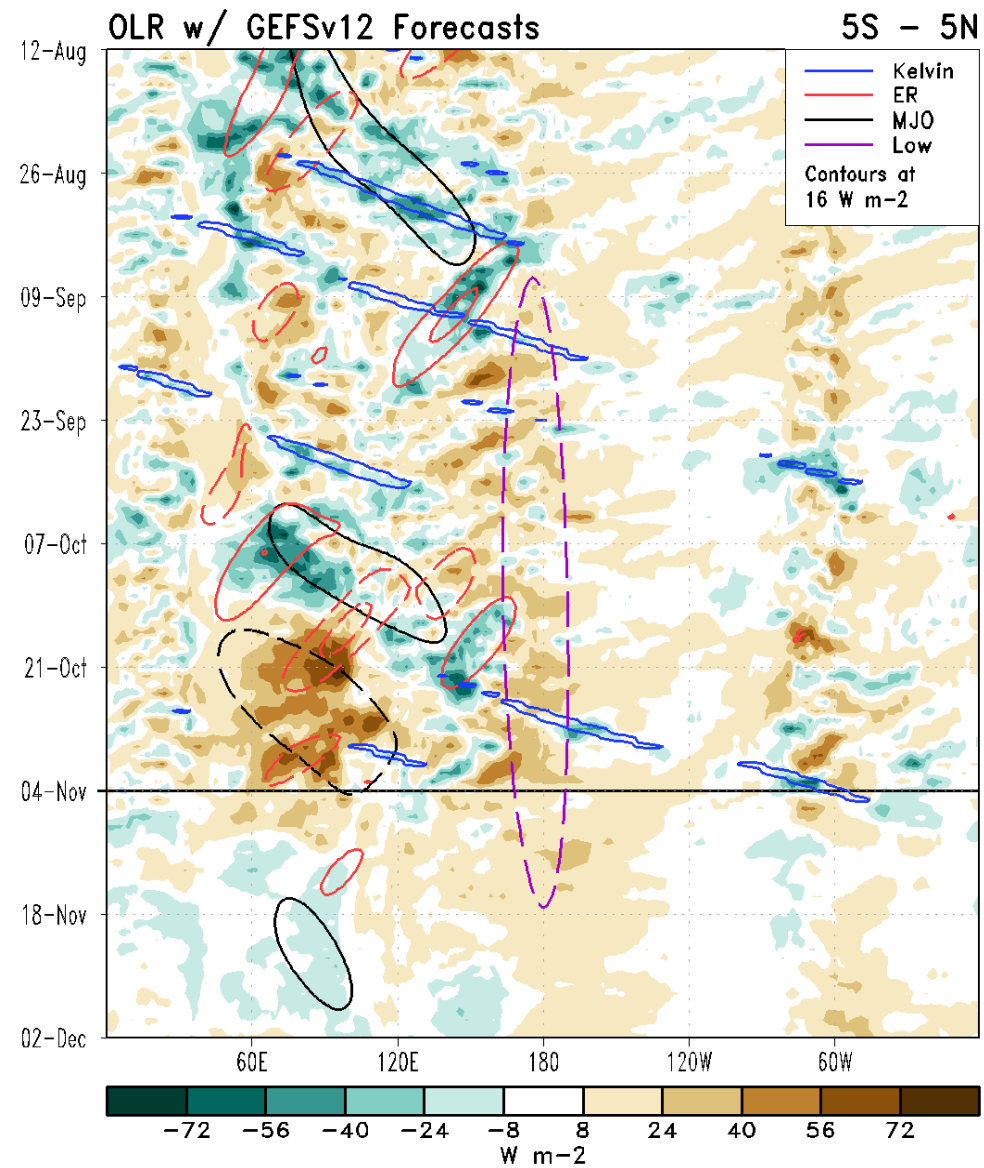 OLR w/ GEFSv12 Forecasts 5S - 5N
Kelvin
ER
MJO
Low
Contours at
16 W m-2
12-Aug
26-Aug
09-Sep
23-Sep
07-Oct
21-Oct
04-Nov
18-Nov
02-Dec
60E 120E 180 120W 60W
-72 -56 -40 -24 -8 8 24 40 56 72
W m-2